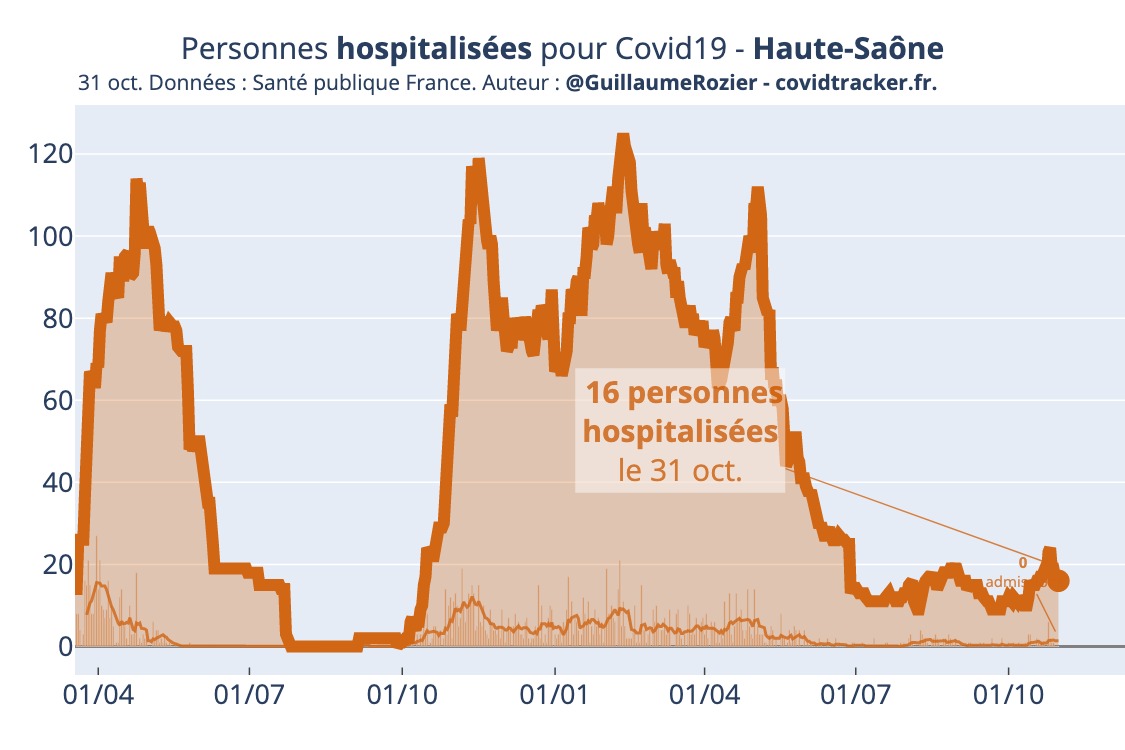 Personnes hospitalisées pour Covid19 - Haute-Saône
31 oct. Données : Santé publique France. Auteur : @GuillaumeRozier - covidtracker.fr.
120
100
80
60
40
20
0
16 personnes
hospitalisées
le 31 oct.
0
01/04 01/07 01/10 01/01 01/04 01/07 01/10